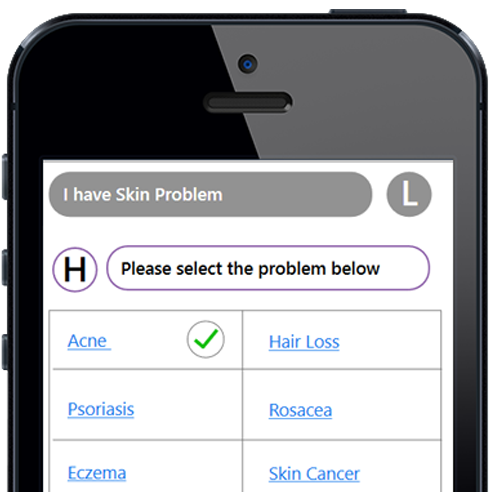 I have Skin Problem L
H Please select the problem below
Acne Hair Loss
Psoriasis Rosacea
Eczema Skin Cancer